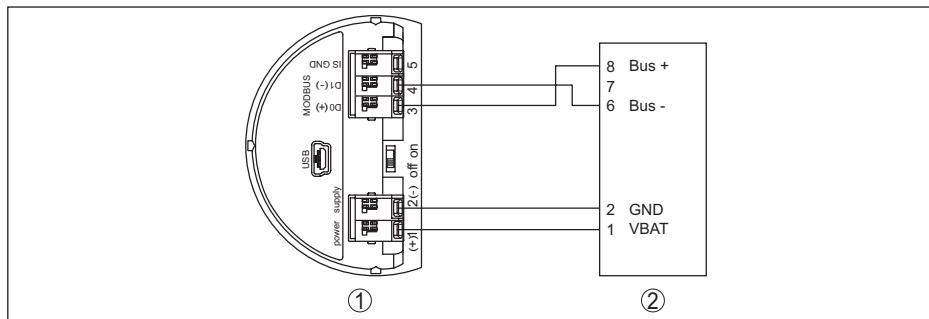 IS GND
MODBUS
D1(-)
D0(+)
USB
power supply
5
4
3
off on
2(-)
(+)1
8 Bus +
7
6 Bus -
2 GND
1 VBAT
1
2